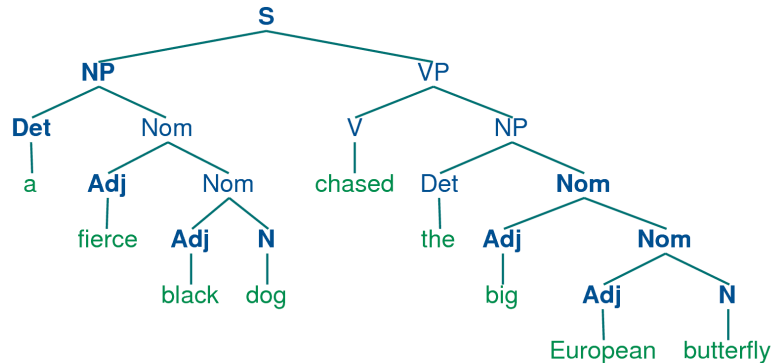 S
NP VP
Det Nom V NP
a Adj Nom chased Det Nom
fierce Adj N the Adj Nom
black dog big Adj N
European butterfly